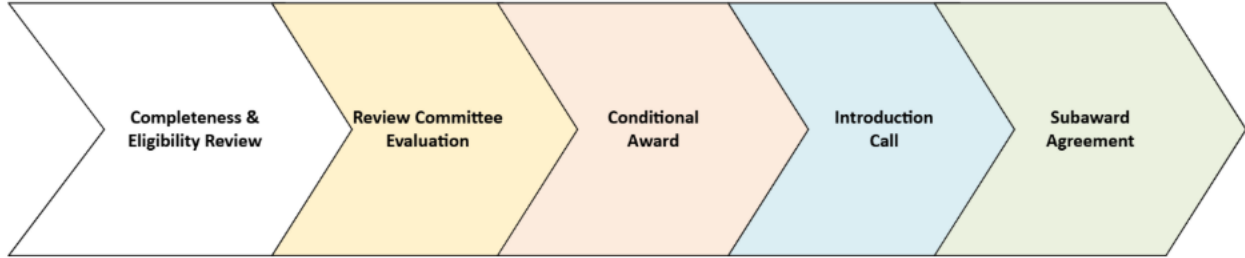 Completeness &
Eligibility Review
Review Committee
Evaluation
Conditional
Award
Introduction
Call
Subaward
Agreement